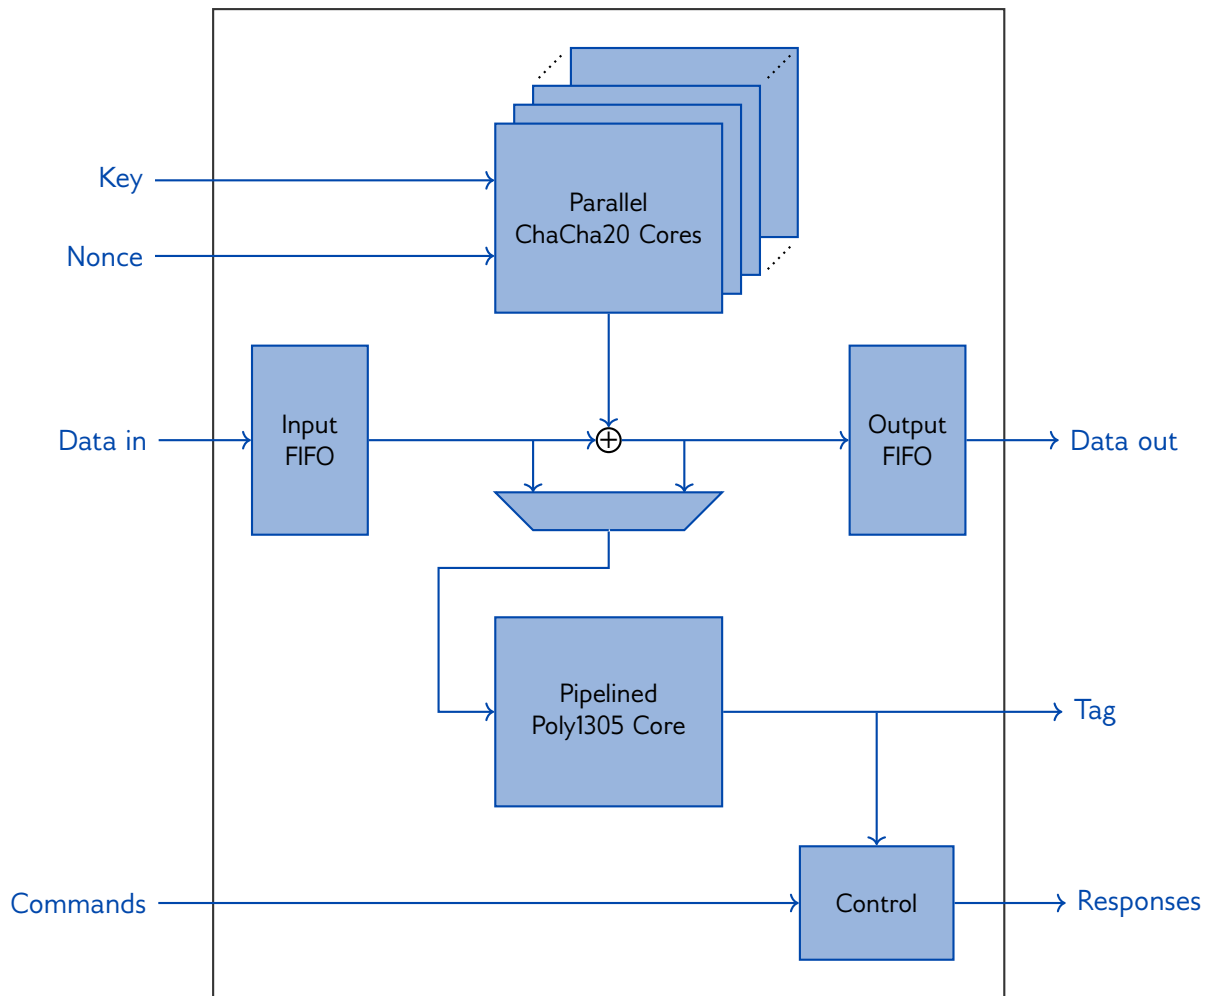 Parallel
ChaCha20 Cores
Key
Nonce
Input
FIFO
Output
FIFO
Data in
Data out
Pipelined
Poly1305 Core
Tag
Commands
Control
Responses